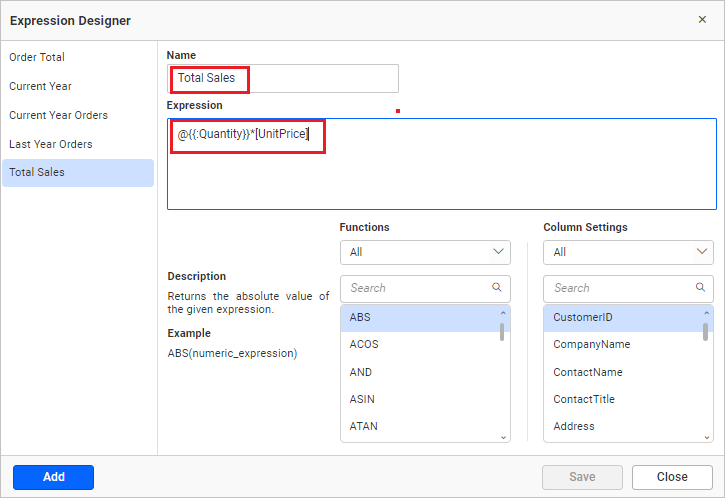 Expression Designer
×
Order Total
Current Year
Current Year Orders
Last Year Orders
Total Sales
Name
Total Sales
Expression
@{{:Quantity}}*[UnitPrice]
Description
Returns the absolute value of
the given expression.
Example
ABS(numeric_expression)
Functions
All
Search
ABS
ACOS
AND
ASIN
ATAN
Column Settings
All
Search
CustomerID
CompanyName
ContactName
ContactTitle
Address
Add
Save
Close